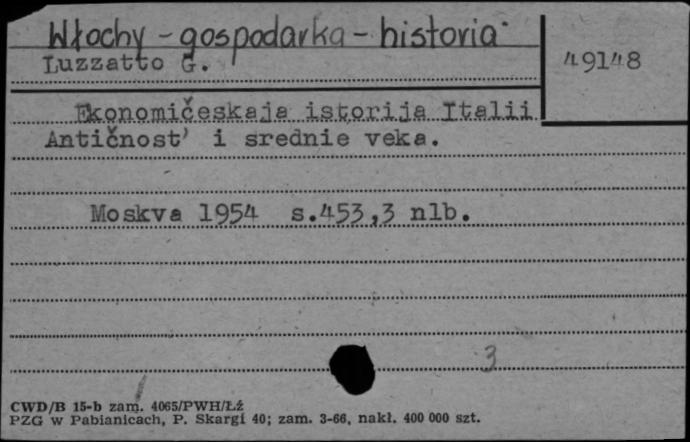 Włochy - gospodarka - historia
Luzzatto G.
49148
Ekonomičeskaja istorija Italii
Antičnost' i srednie veka.
Moskva 1954 s.453,3 nlb.
3
CWD/B 15-b zam. 4065/PWH/Łź
PZG w Pabianicach, P. Skargi 40; zam. 3-66, nakł. 400 000 szt.